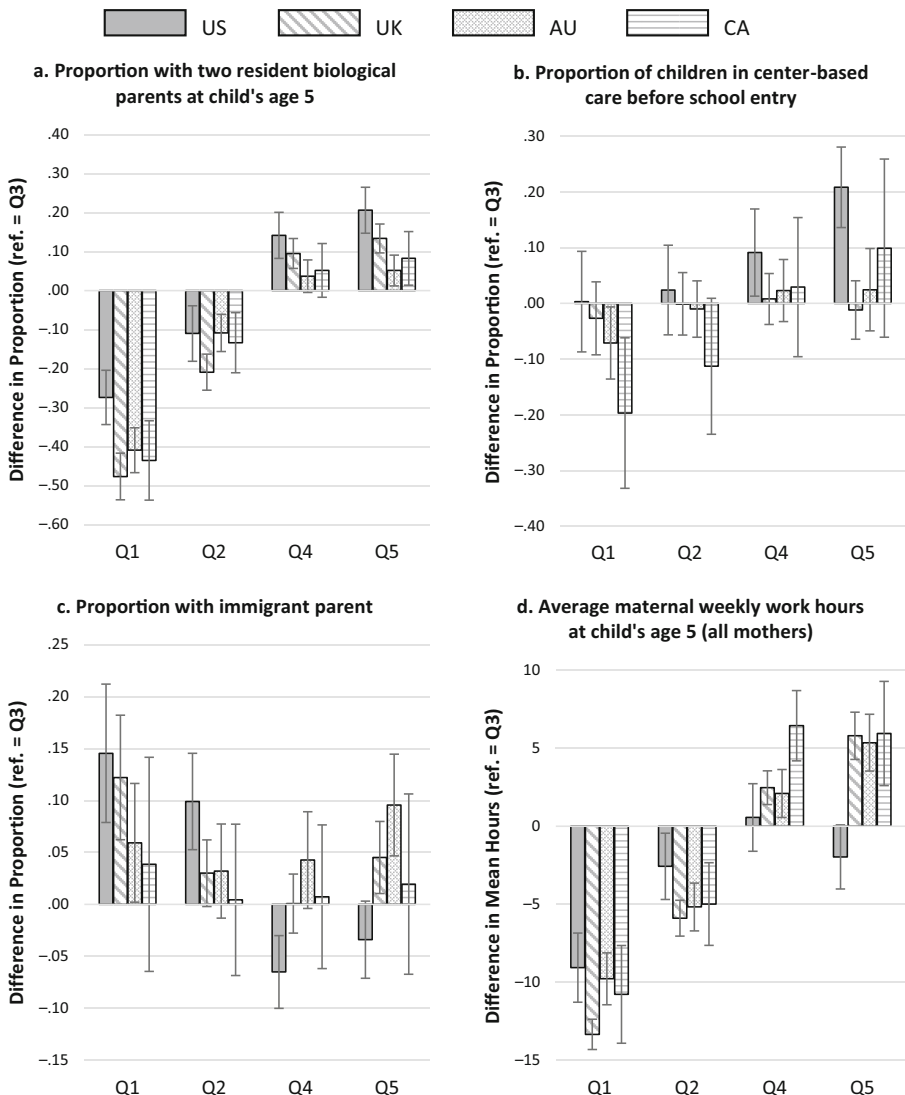 US UK AU CA
a. Proportion with two resident biological
parents at child's age 5
Difference in Proportion (ref. = Q3)
.40
.30
.20
.10
.00
–.10
–.20
–.30
–.40
–.50
–.60
Q1 Q2 Q4 Q5
b. Proportion of children in center-based
care before school entry
Difference in Proportion (ref. = Q3)
.30
.20
.10
.00
–.10
–.20
–.30
–.40
Q1 Q2 Q4 Q5
c. Proportion with immigrant parent
Difference in Proportion (ref. = Q3)
.25
.20
.15
.10
.05
.00
–.05
–.10
–.15
Q1 Q2 Q4 Q5
d. Average maternal weekly work hours
at child's age 5 (all mothers)
Difference in Mean Hours (ref. = Q3)
10
5
0
–5
–10
–15
Q1 Q2 Q4 Q5